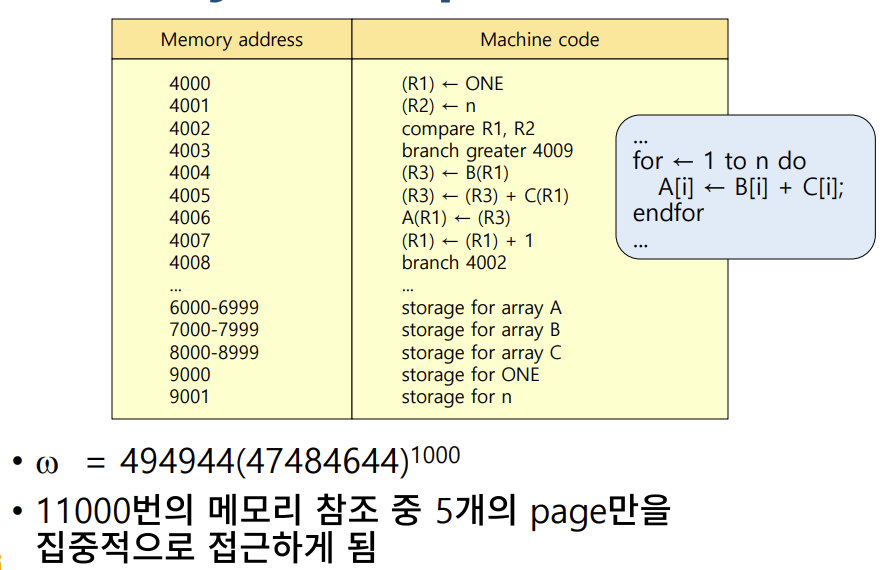 Memory address Machine code
4000 (R1) ← ONE
4001 (R2) ← n
4002 compare R1, R2
4003 branch greater 4009
4004 (R3) ← B(R1)
4005 (R3) ← (R3) + C(R1)
4006 A(R1) ← (R3)
4007 (R1) ← (R1) + 1
4008 branch 4002
... ...
6000-6999 storage for array A
7000-7999 storage for array B
8000-8999 storage for array C
9000 storage for ONE
9001 storage for n
...
for ← 1 to n do
A[i] ← B[i] + C[i];
endfor
...
• ω = 494944(47484644)1000
• 11000번의 메모리 참조 중 5개의 page만을
집중적으로 접근하게 됨